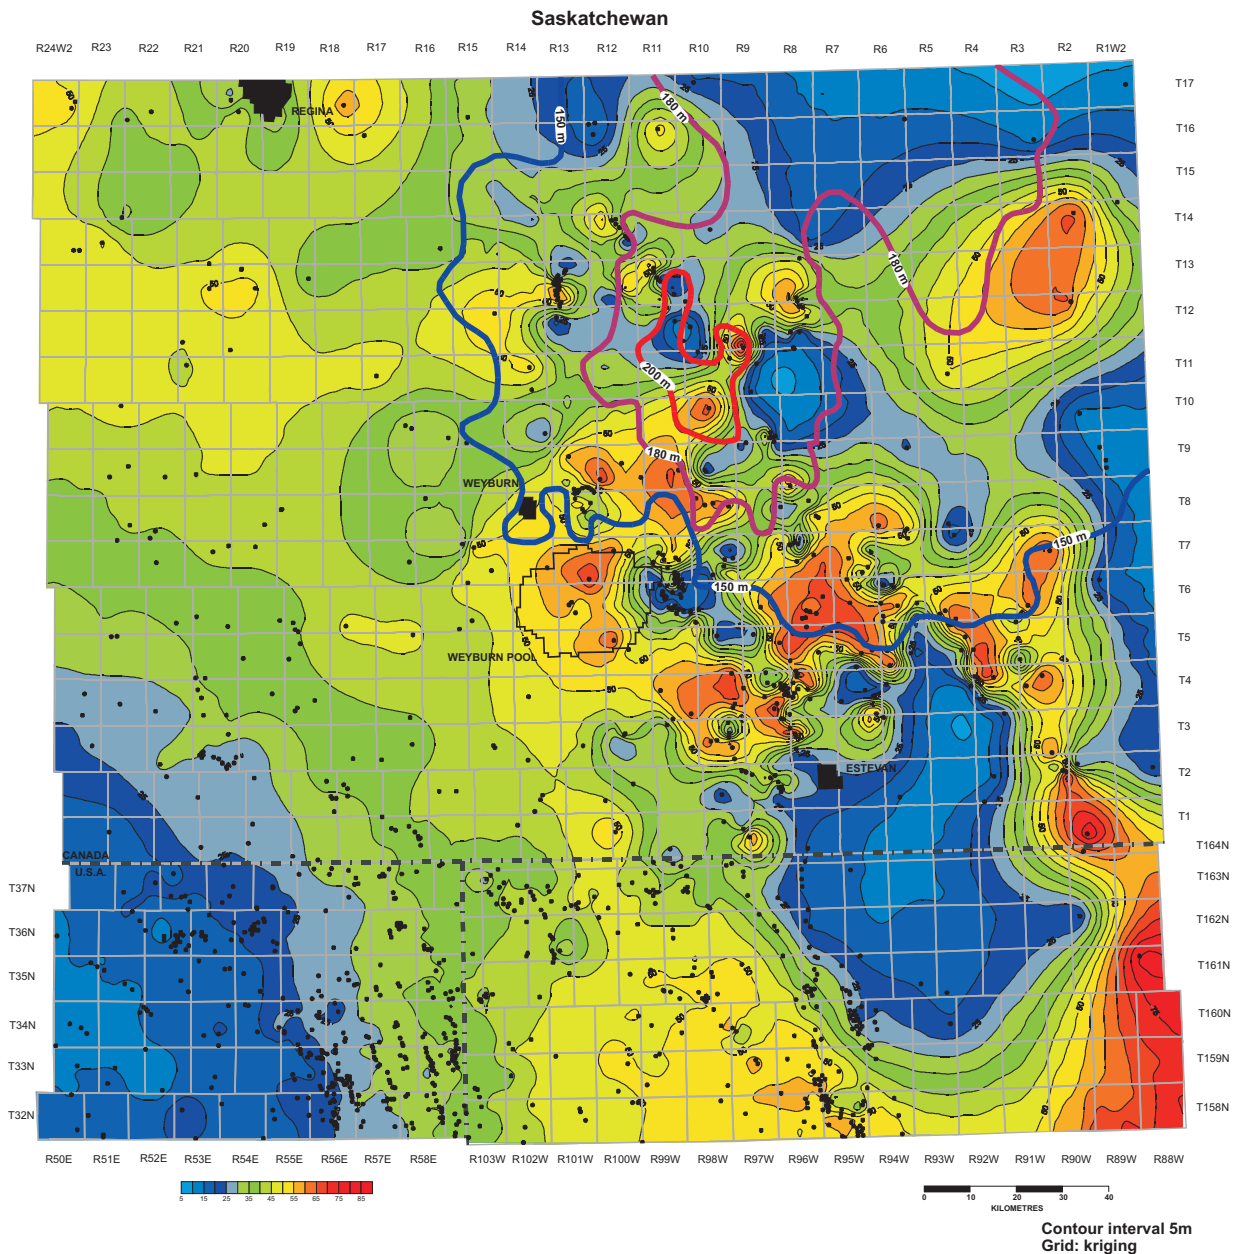 Saskatchewan
R24W2 R23 R22 R21 R20 R19 R18 R17 R16 R15 R14 R13 R12 R11 R10 R9 R8 R7 R6 R5 R4 R3 R2 R1W2
T17
REGINA
180 m
150 m
T16
T15
T14
T13
180 m
T12
T11
200 m
T10
T9
180 m
WEYBURN
T8
T7
150 m
150 m
T6
T5
WEYBURN POOL
T4
T3
ESTEVAN
T2
T1
CANADA
U.S.A.
T164N
T37N T163N
T36N T162N
T35N T161N
T34N T160N
T33N T159N
T32N T158N
R50E R51E R52E R53E R54E R55E R56E R57E R58E R103W R102W R101W R100W R99W R98W R97W R96W R95W R94W R93W R92W R91W R90W R89W R88W
5 15 25 35 45 55 65 75 85
0 10 20 30 40
KILOMETRES
Contour interval 5m
Grid: kriging